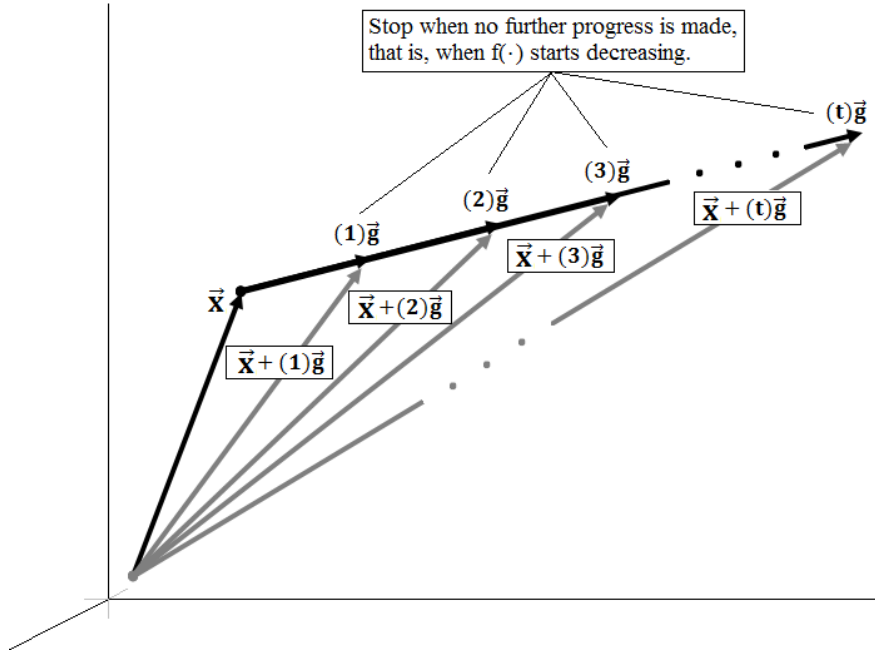 Stop when no further progress is made,
that is, when f(·) starts decreasing.
(t)g⃗
(3)g⃗
(2)g⃗
(1)g⃗
x⃗ + (t)g⃗
x⃗ + (3)g⃗
x⃗
x⃗ + (2)g⃗
x⃗ + (1)g⃗